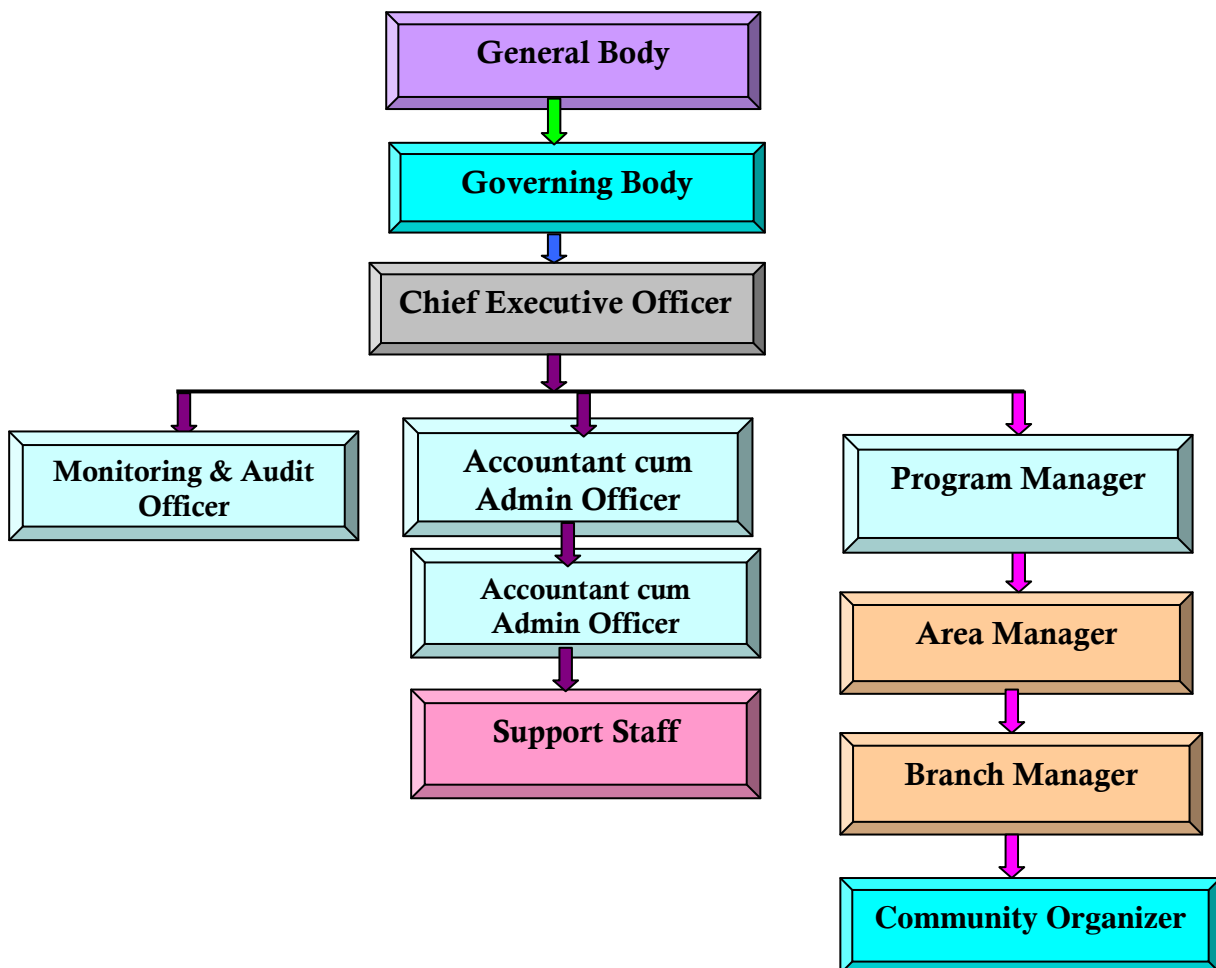 General Body
Governing Body
Chief Executive Officer
Monitoring & Audit
Officer
Accountant cum
Admin Officer
Program Manager
Accountant cum
Admin Officer
Area Manager
Support Staff
Branch Manager
Community Organizer